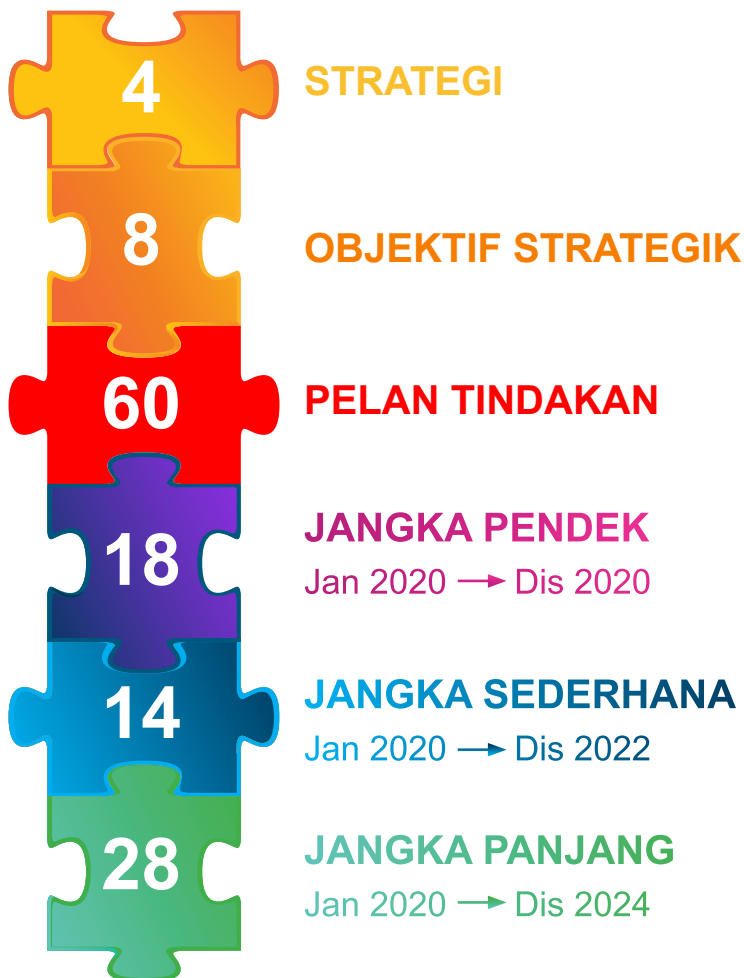 4
STRATEGI
8
OBJEKTIF STRATEGIK
60
PELAN TINDAKAN
18
JANGKA PENDEK
Jan 2020 → Dis 2020
14
JANGKA SEDERHANA
Jan 2020 → Dis 2022
28
JANGKA PANJANG
Jan 2020 → Dis 2024